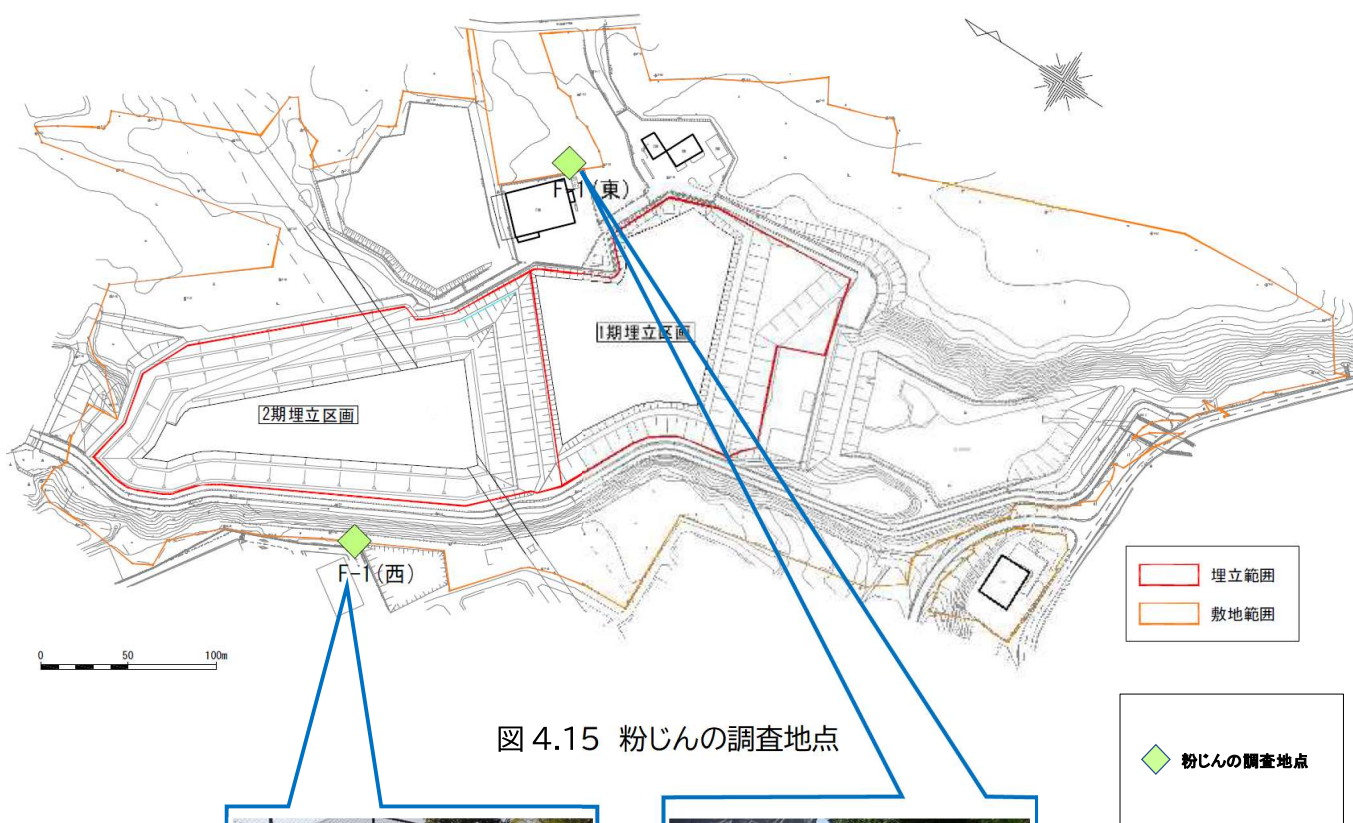 F-1(東)
1期埋立区画
2期埋立区画
F-1(西)
埋立範囲
敷地範囲
0 50 100m
図 4.15 粉じんの調査地点
粉じんの調査地点